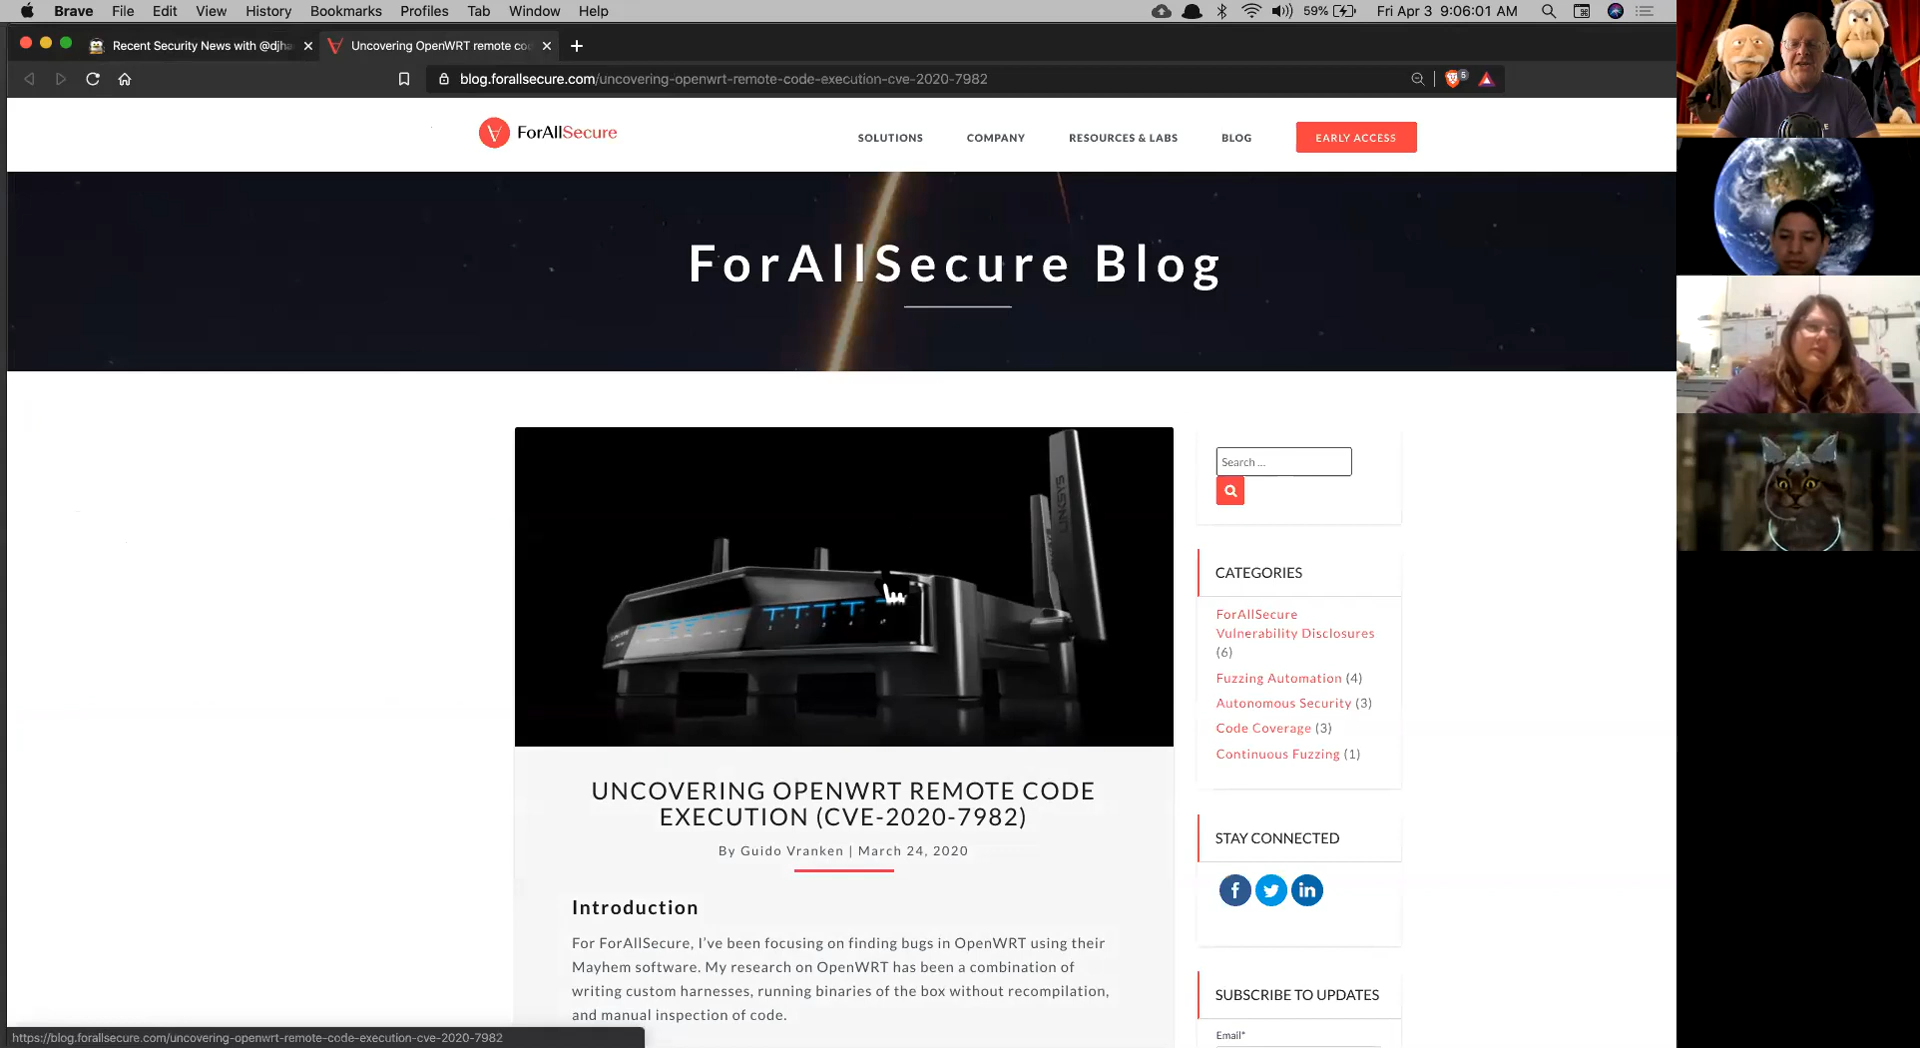 Brave File Edit View History Bookmarks Profiles Tab Window Help 59% Fri Apr 3 9:06:01 AM
Recent Security News with @djha Uncovering OpenWRT remote co
blog.forallsecure.com/uncovering-openwrt-remote-code-execution-cve-2020-7982 5
ForAllSecure SOLUTIONS COMPANY RESOURCES & LABS BLOG EARLY ACCESS
ForAllSecure Blog
LINKSYS
Search ...
CATEGORIES
ForAllSecure
Vulnerability Disclosures
(6)
Fuzzing Automation (4)
Autonomous Security (3)
Code Coverage (3)
Continuous Fuzzing (1)
UNCOVERING OPENWRT REMOTE CODE
EXECUTION (CVE-2020-7982)
By Guido Vranken | March 24, 2020
STAY CONNECTED
Introduction
For ForAllSecure, I've been focusing on finding bugs in OpenWRT using their
Mayhem software. My research on OpenWRT has been a combination of
writing custom harnesses, running binaries of the box without recompilation,
and manual inspection of code.
SUBSCRIBE TO UPDATES
Email*
https://blog.forallsecure.com/uncovering-openwrt-remote-code-execution-cve-2020-7982